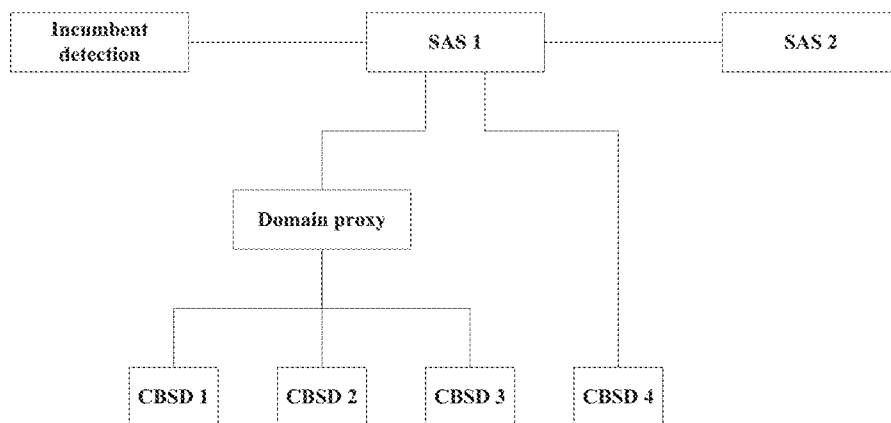 Incumbent
detection
SAS 1
SAS 2
Domain proxy
CBSD 1
CBSD 2
CBSD 3
CBSD 4